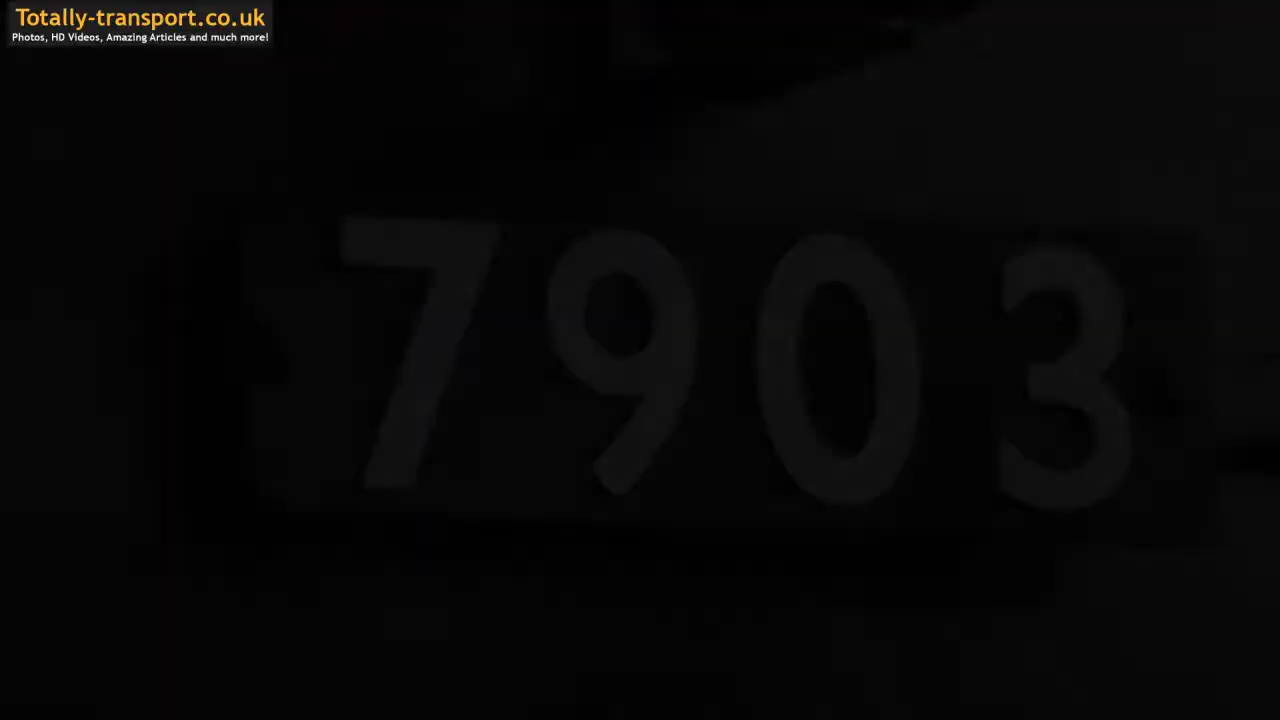 Totally-transport.co.uk
Photos, HD Videos, Amazing Articles and much more!
7903